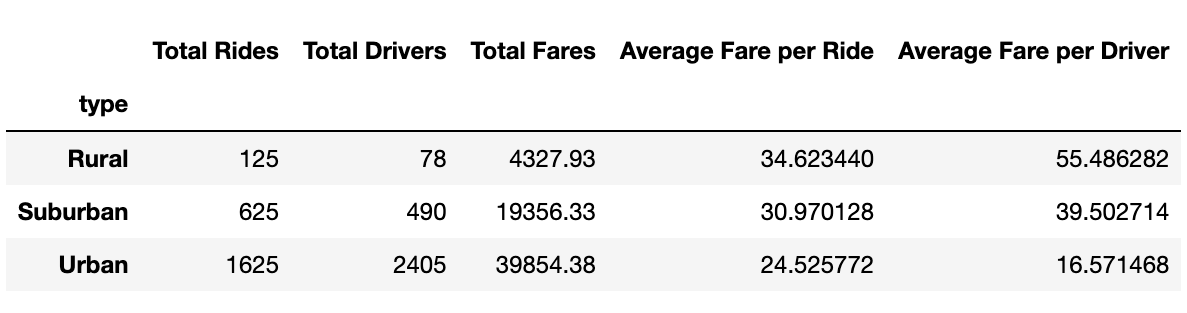 Total Rides Total Drivers Total Fares Average Fare per Ride Average Fare per Driver
type
Rural 125 78 4327.93 34.623440 55.486282
Suburban 625 490 19356.33 30.970128 39.502714
Urban 1625 2405 39854.38 24.525772 16.571468